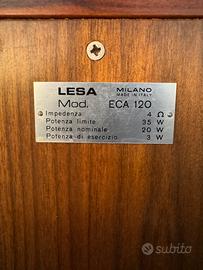 LESA MILANO
MADE IN ITALY
Mod. ECA 120
Impedenza 4 Ω
Potenza limite 35 W
Potenza nominale 20 W
Potenza di esercizio 3 W
subito